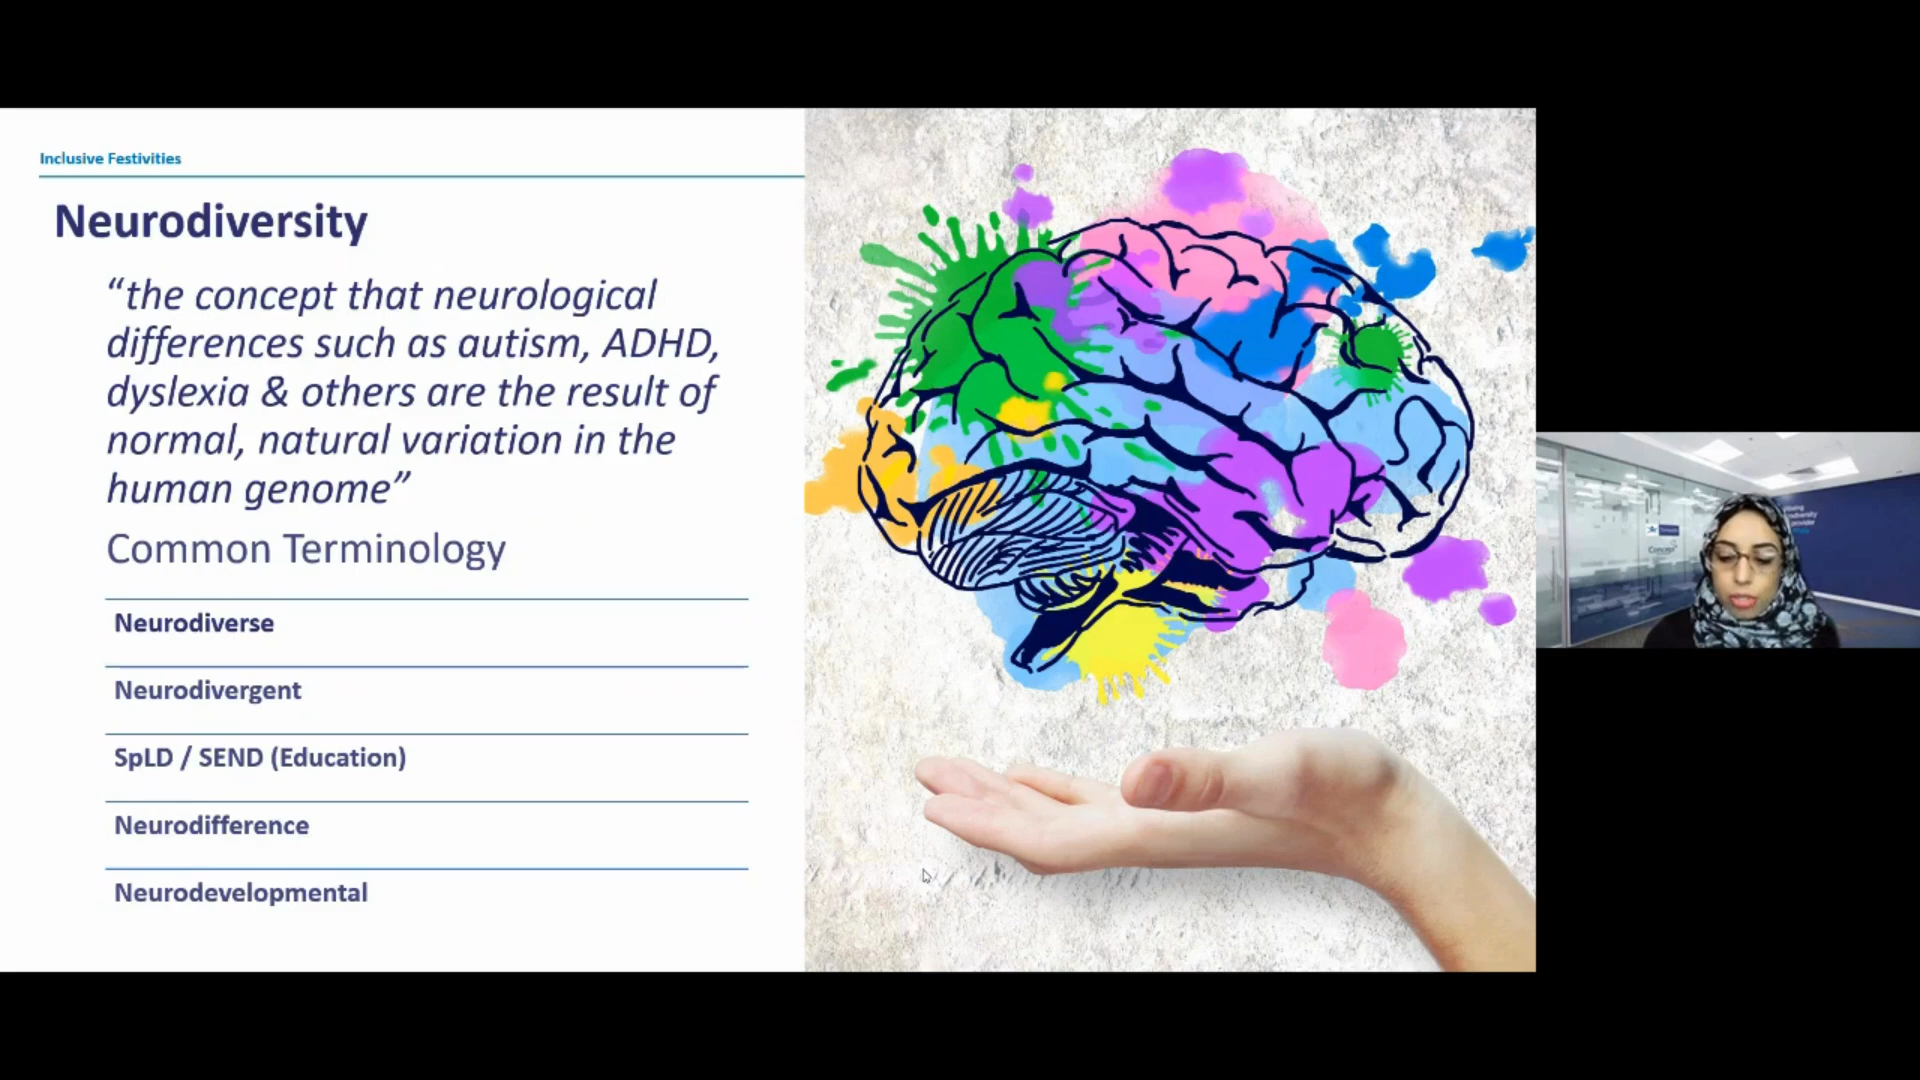 Inclusive Festivities
Neurodiversity
“the concept that neurological
differences such as autism, ADHD,
dyslexia & others are the result of
normal, natural variation in the
human genome”
Common Terminology
Neurodiverse
Neurodivergent
SpLD / SEND (Education)
Neurodifference
Neurodevelopmental